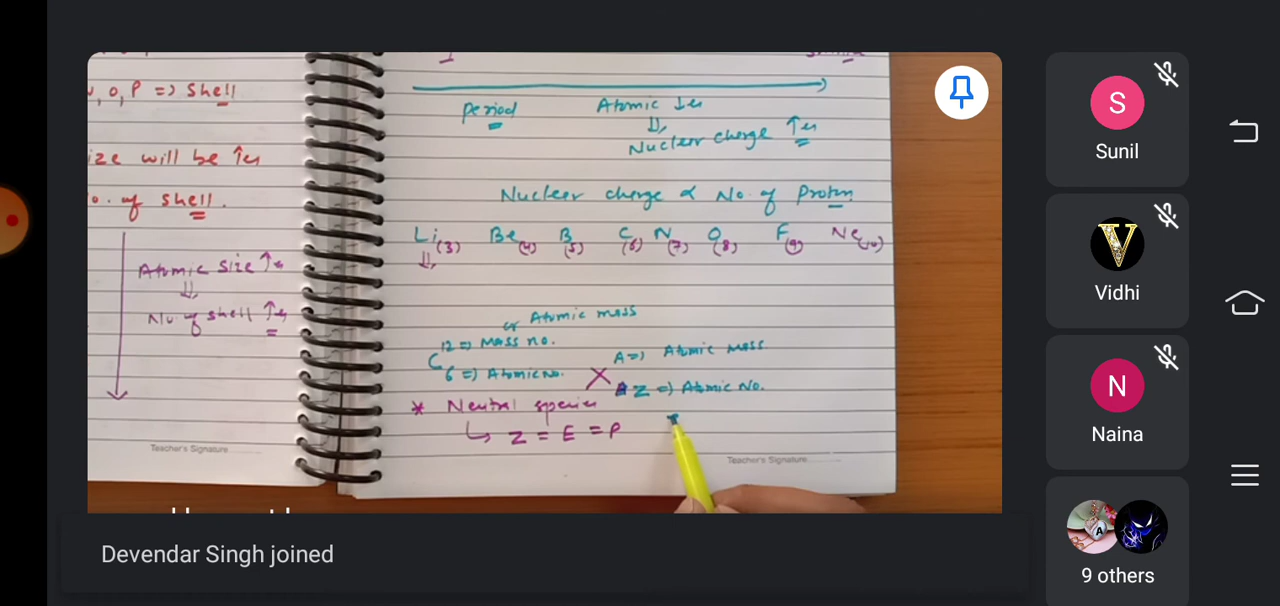 , O, P => Shell
ize will be ↑es
o. of shell.
Atomic size ↑s
⇓
No. of shell ↑es
Teacher's Signature
Period
Atomic ↓es
⇓
Nuclear charge ↑es
Nuclear charge ∝ No. of Proton
Li(3) Be(4) B(5) C(6) N(7) O(8) F(9) Ne(10)
⇓
or Atomic mass
12 => Mass no.
C
6 => Atomic No.
X
A => Atomic Mass
Z => Atomic No.
* Neutral species
↳ Z = E = P
Teacher's Signature
Devendar Singh joined
S
Sunil
V
Vidhi
N
Naina
A
9 others